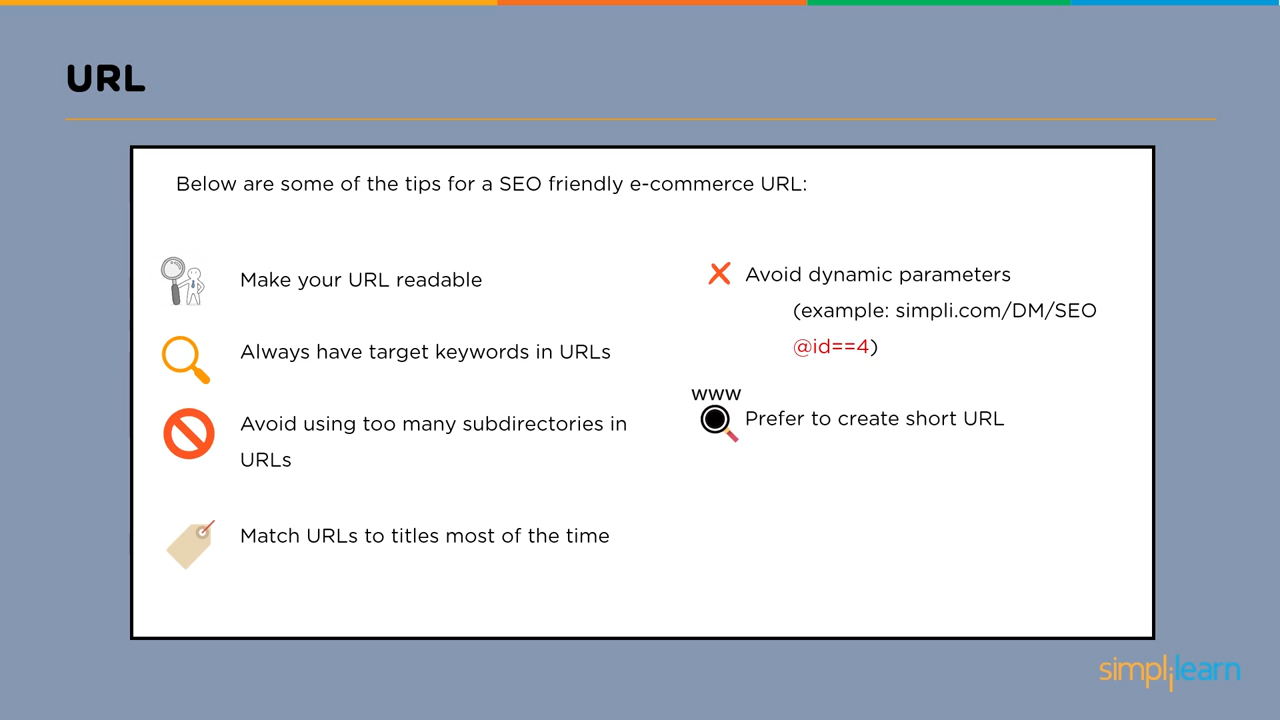 URL
Below are some of the tips for a SEO friendly e-commerce URL:
Make your URL readable
Always have target keywords in URLs
Avoid using too many subdirectories in
URLs
Match URLs to titles most of the time
Avoid dynamic parameters
(example: simpli.com/DM/SEO
@id==4)
www
Prefer to create short URL
simplilearn